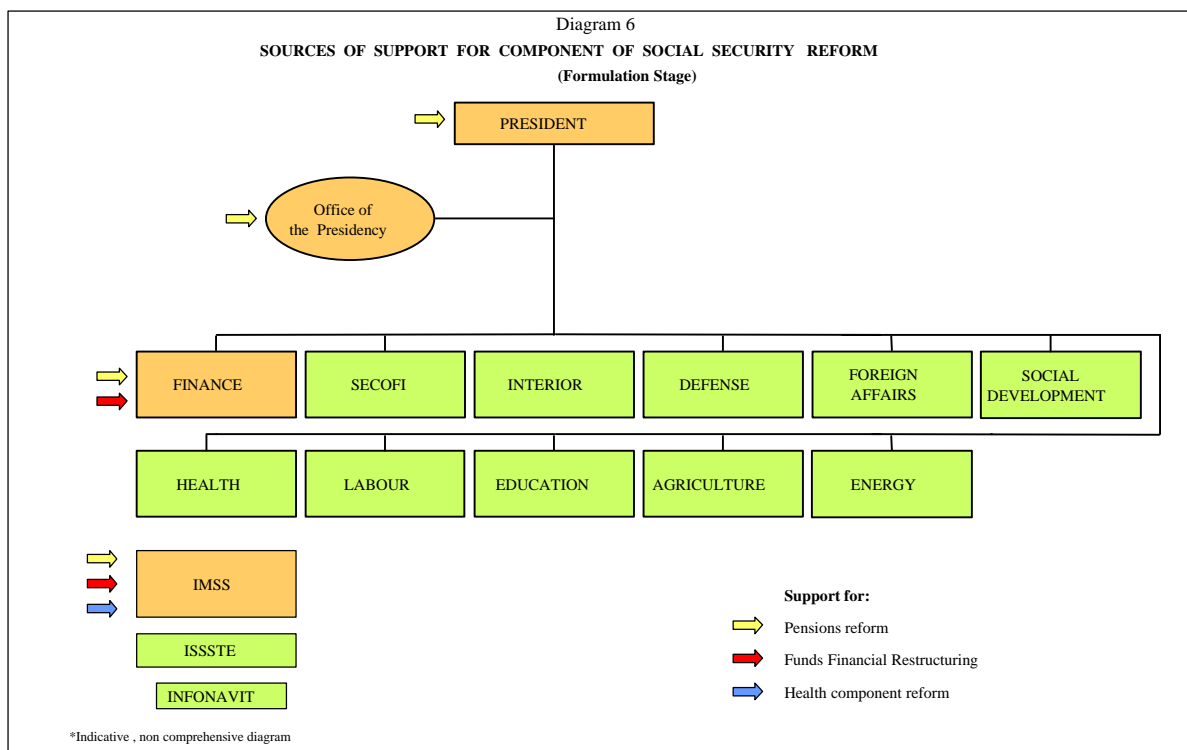 Diagram 6
SOURCES OF SUPPORT FOR COMPONENT OF SOCIAL SECURITY REFORM
(Formulation Stage)
PRESIDENT
Office of
the Presidency
FINANCE
SECOFI
INTERIOR
DEFENSE
FOREIGN
AFFAIRS
SOCIAL
DEVELOPMENT
HEALTH
LABOUR
EDUCATION
AGRICULTURE
ENERGY
IMSS
ISSSTE
INFONAVIT
Support for:
Pensions reform
Funds Financial Restructuring
Health component reform
*Indicative , non comprehensive diagram